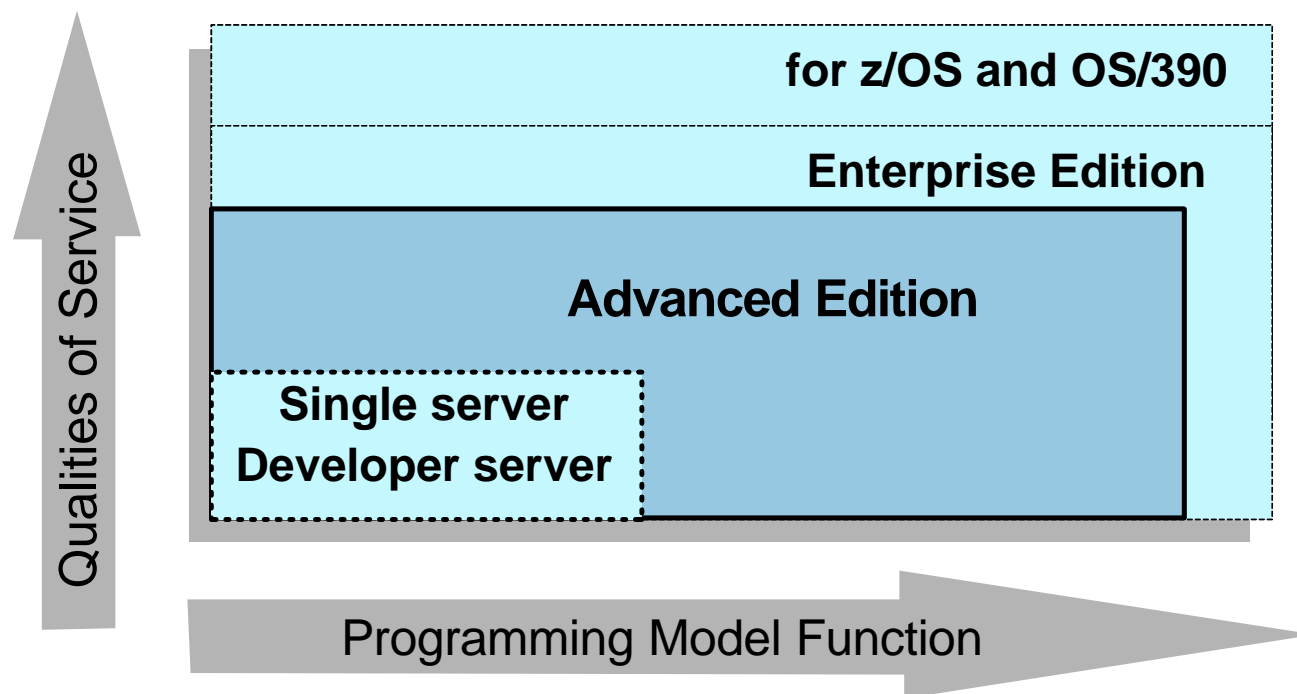 for z/OS and OS/390
Enterprise Edition
Advanced Edition
Single server
Developer server
Qualities of Service
Programming Model Function